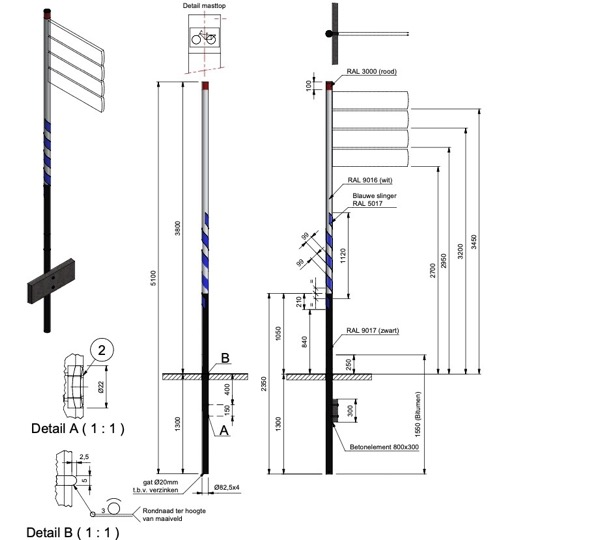 Detail masttop
RAL 3000 (rood)
100
RAL 9016 (wit)
Blauwe slinger
RAL 5017
99
99
1120
=
210
=
840
RAL 9017 (zwart)
250
3800
5100
1050
2350
1300
1300
2700
2950
3200
3450
B
400
150
A
300
1550 (Bitumen)
Betonelement 800x300
gat Ø20mm
t.b.v. verzinken
Ø82,5x4
2
Ø22
Detail A ( 1 : 1 )
2,5
5
3
Rondnaad ter hoogte
van maaiveld
Detail B ( 1 : 1 )